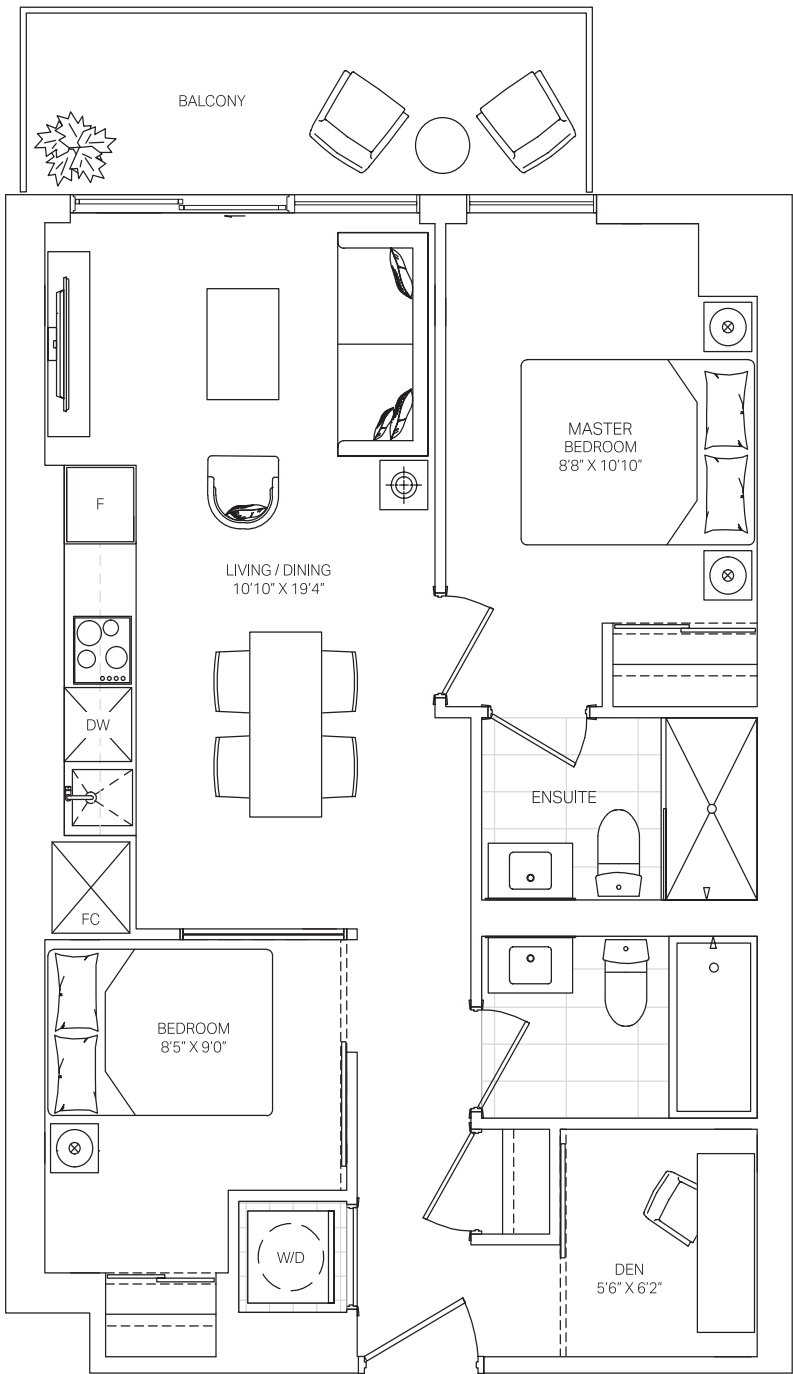 BALCONY
MASTER
BEDROOM
8'8" X 10'10"
F
LIVING / DINING
10'10" X 19'4"
DW
ENSUITE
FC
BEDROOM
8'5" X 9'0"
W/D
DEN
5'6" X 6'2"